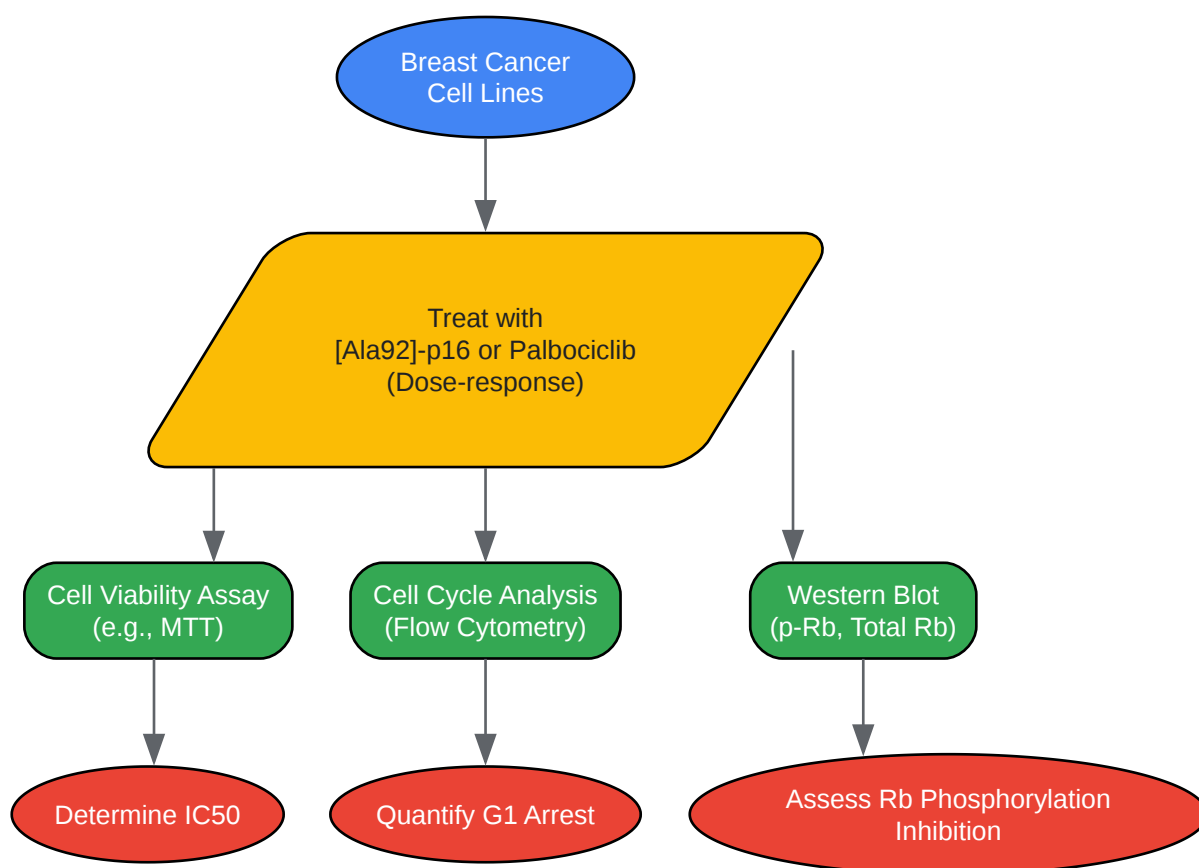 Breast Cancer
Cell Lines
Treat with
[Ala92]-p16 or Palbociclib
(Dose-response)
Cell Viability Assay
(e.g., MTT)
Cell Cycle Analysis
(Flow Cytometry)
Western Blot
(p-Rb, Total Rb)
Determine IC50
Quantify G1 Arrest
Assess Rb Phosphorylation
Inhibition